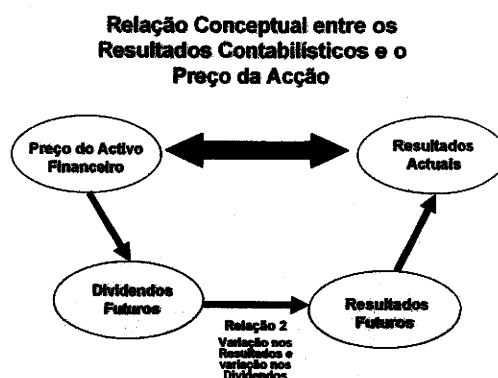 Relação Conceptual entre os
Resultados Contabilísticos e o
Preço da Acção
Preço do Activo
Financeiro
Resultados
Actuais
Dividendos
Futuros
Resultados
Futuros
Relação 2
Variação nos
Resultados e
variação nos
Dividendos